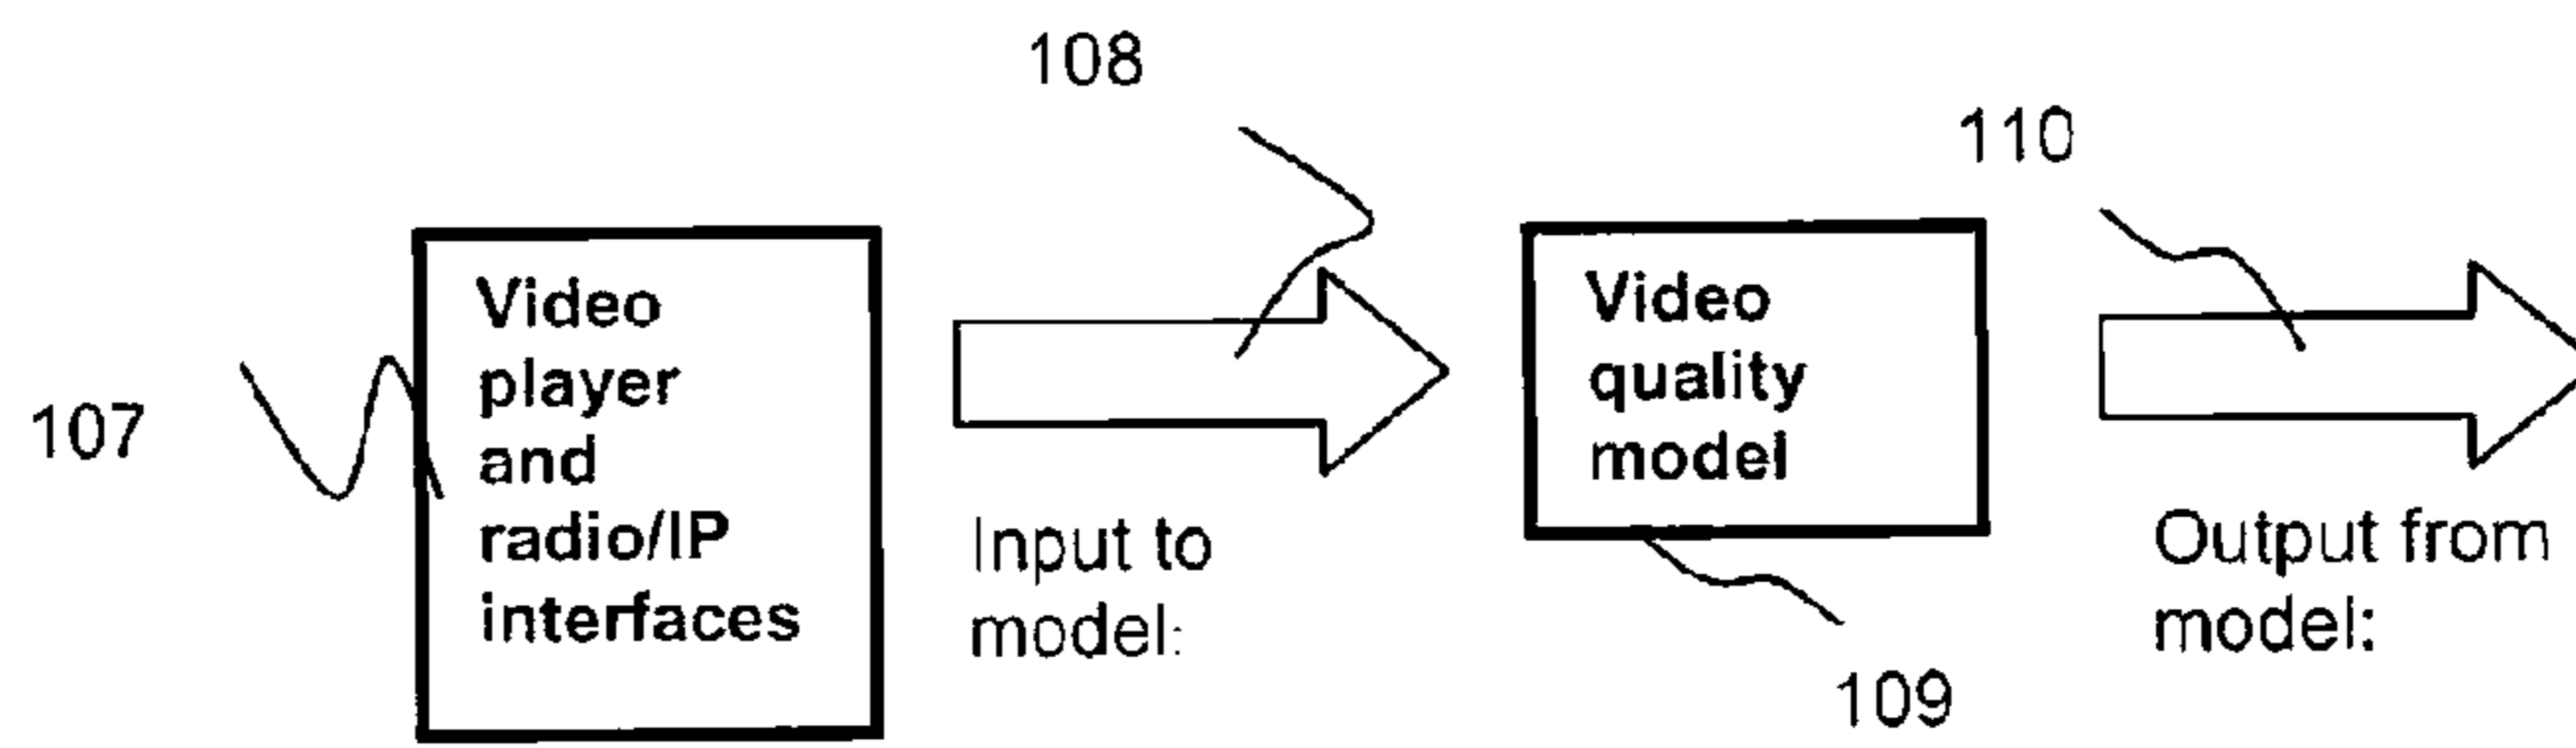 108
110
107
Video
player
and
radio/IP
interfaces
Input to
model:
Video
quality
model
109
Output from
model: